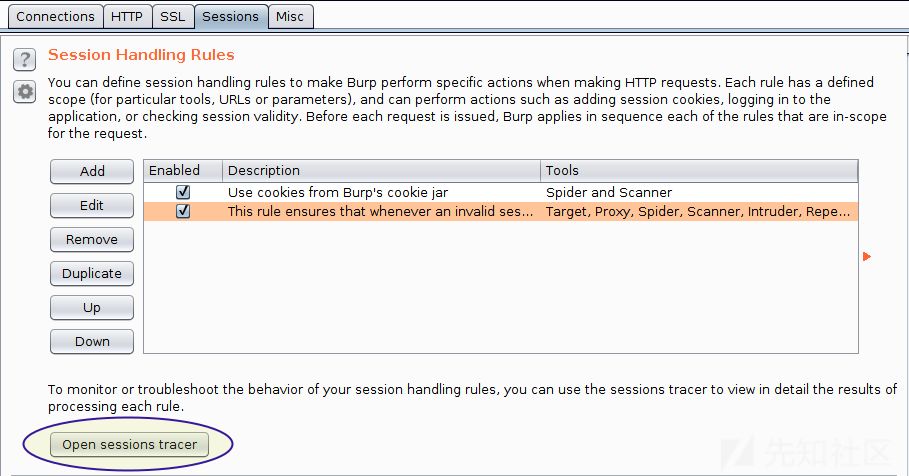 Connections HTTP SSL Sessions Misc
?
Session Handling Rules
You can define session handling rules to make Burp perform specific actions when making HTTP requests. Each rule has a defined
scope (for particular tools, URLs or parameters), and can perform actions such as adding session cookies, logging in to the
application, or checking session validity. Before each request is issued, Burp applies in sequence each of the rules that are in-scope
for the request.
Add
Edit
Remove
Duplicate
Up
Down
Enabled Description Tools
Use cookies from Burp's cookie jar Spider and Scanner
This rule ensures that whenever an invalid ses... Target, Proxy, Spider, Scanner, Intruder, Repe...
To monitor or troubleshoot the behavior of your session handling rules, you can use the sessions tracer to view in detail the results of
processing each rule.
Open sessions tracer
先知社区